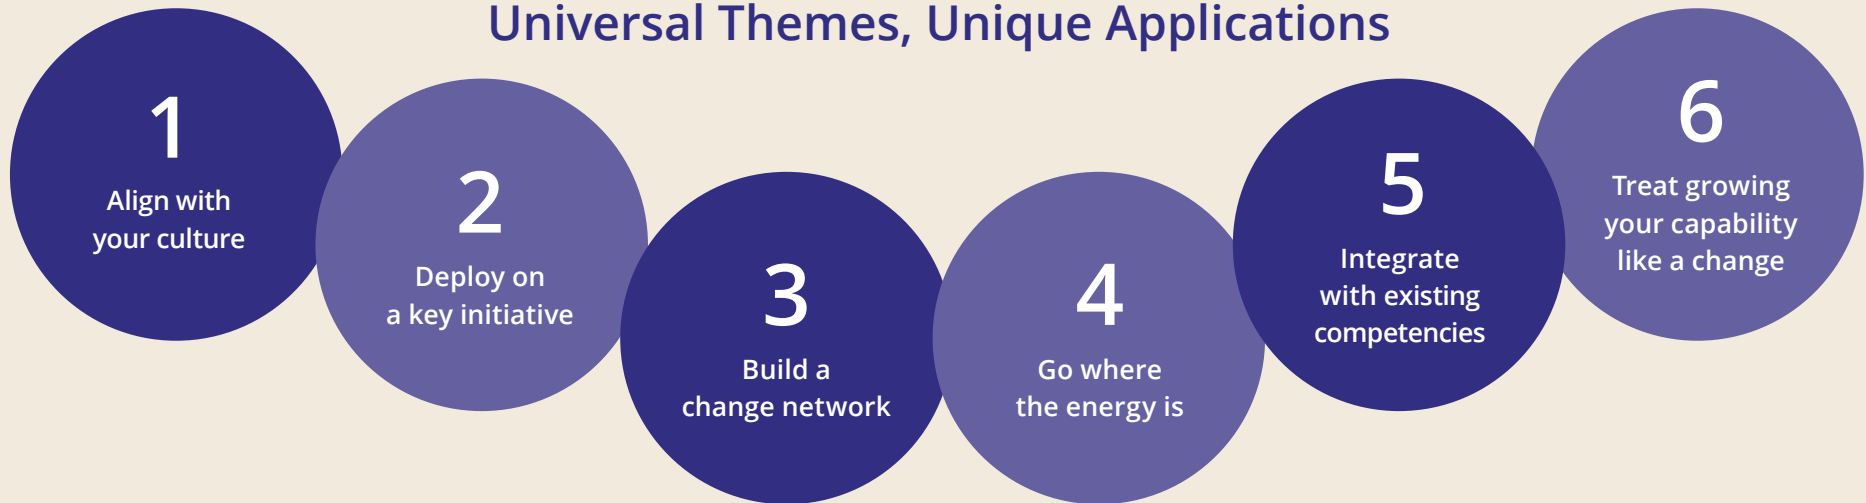 Universal Themes, Unique Applications
1
Align with
your culture
2
Deploy on
a key initiative
3
Build a
change network
4
Go where
the energy is
5
Integrate
with existing
competencies
6
Treat growing
your capability
like a change